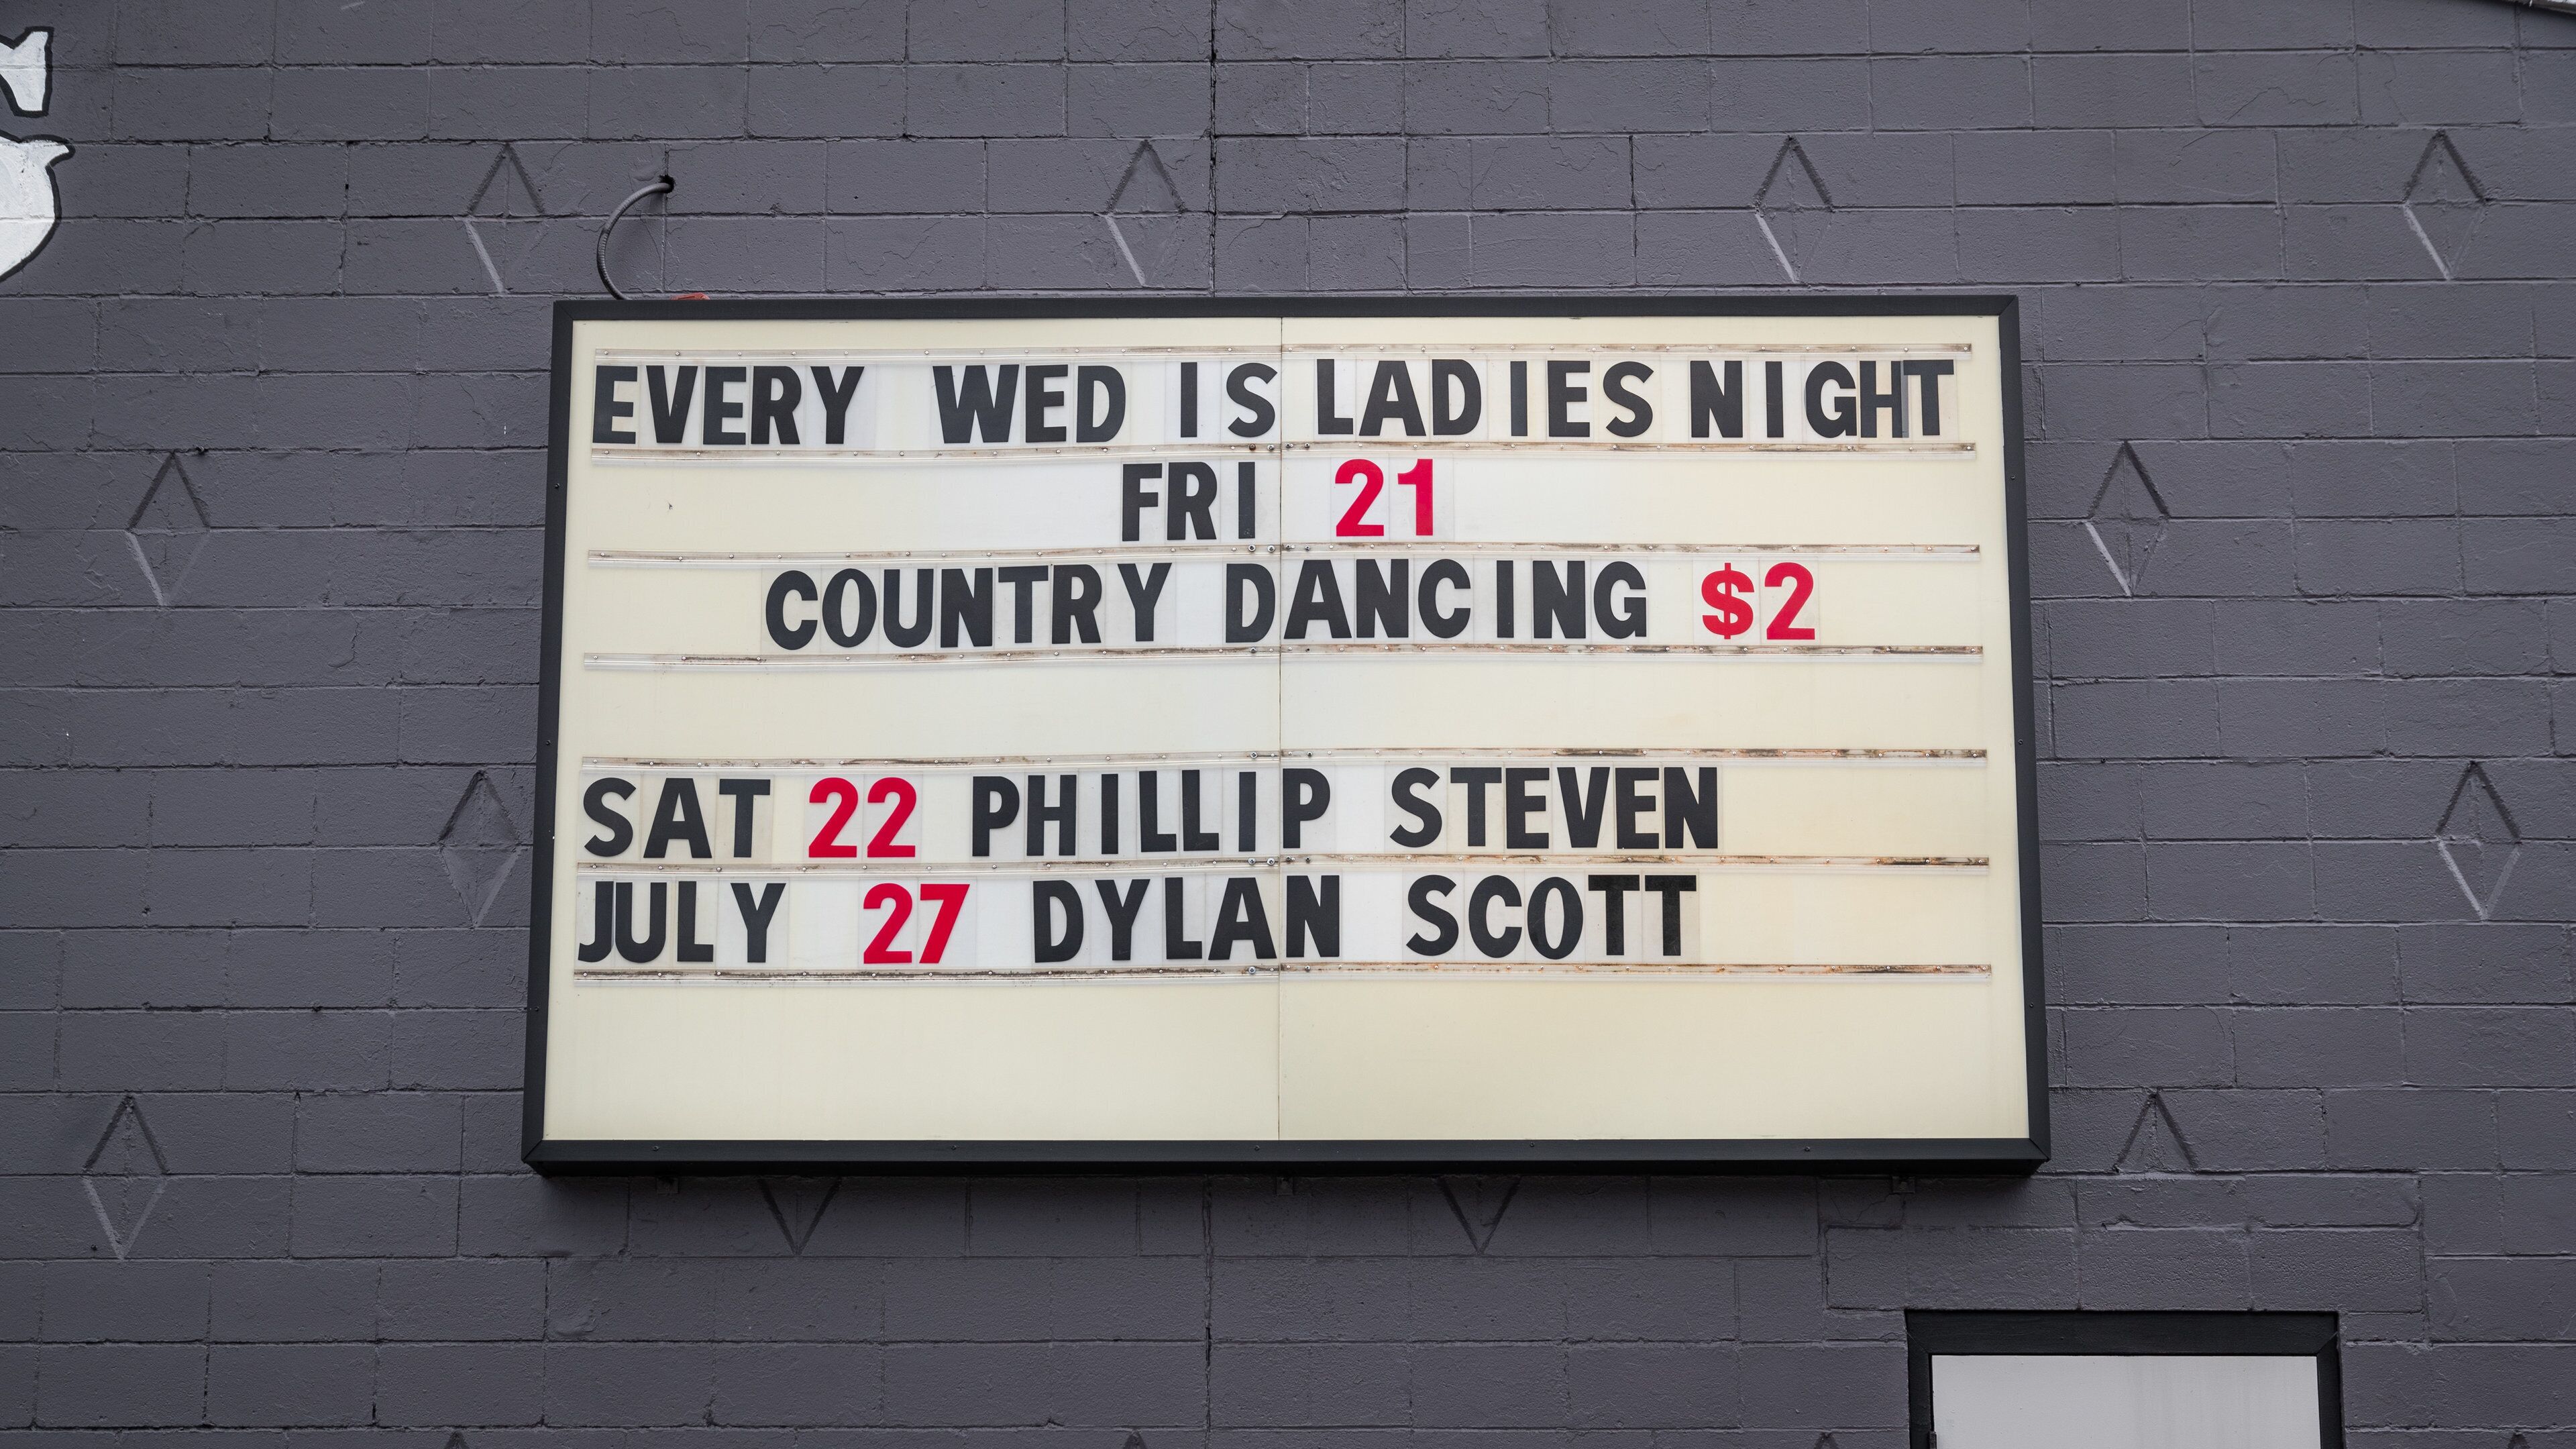 EVERY WED IS LADIES NIGHT
FRI 21
COUNTRY DANCING $2
SAT 22 PHILLIP STEVEN
JULY 27 DYLAN SCOTT